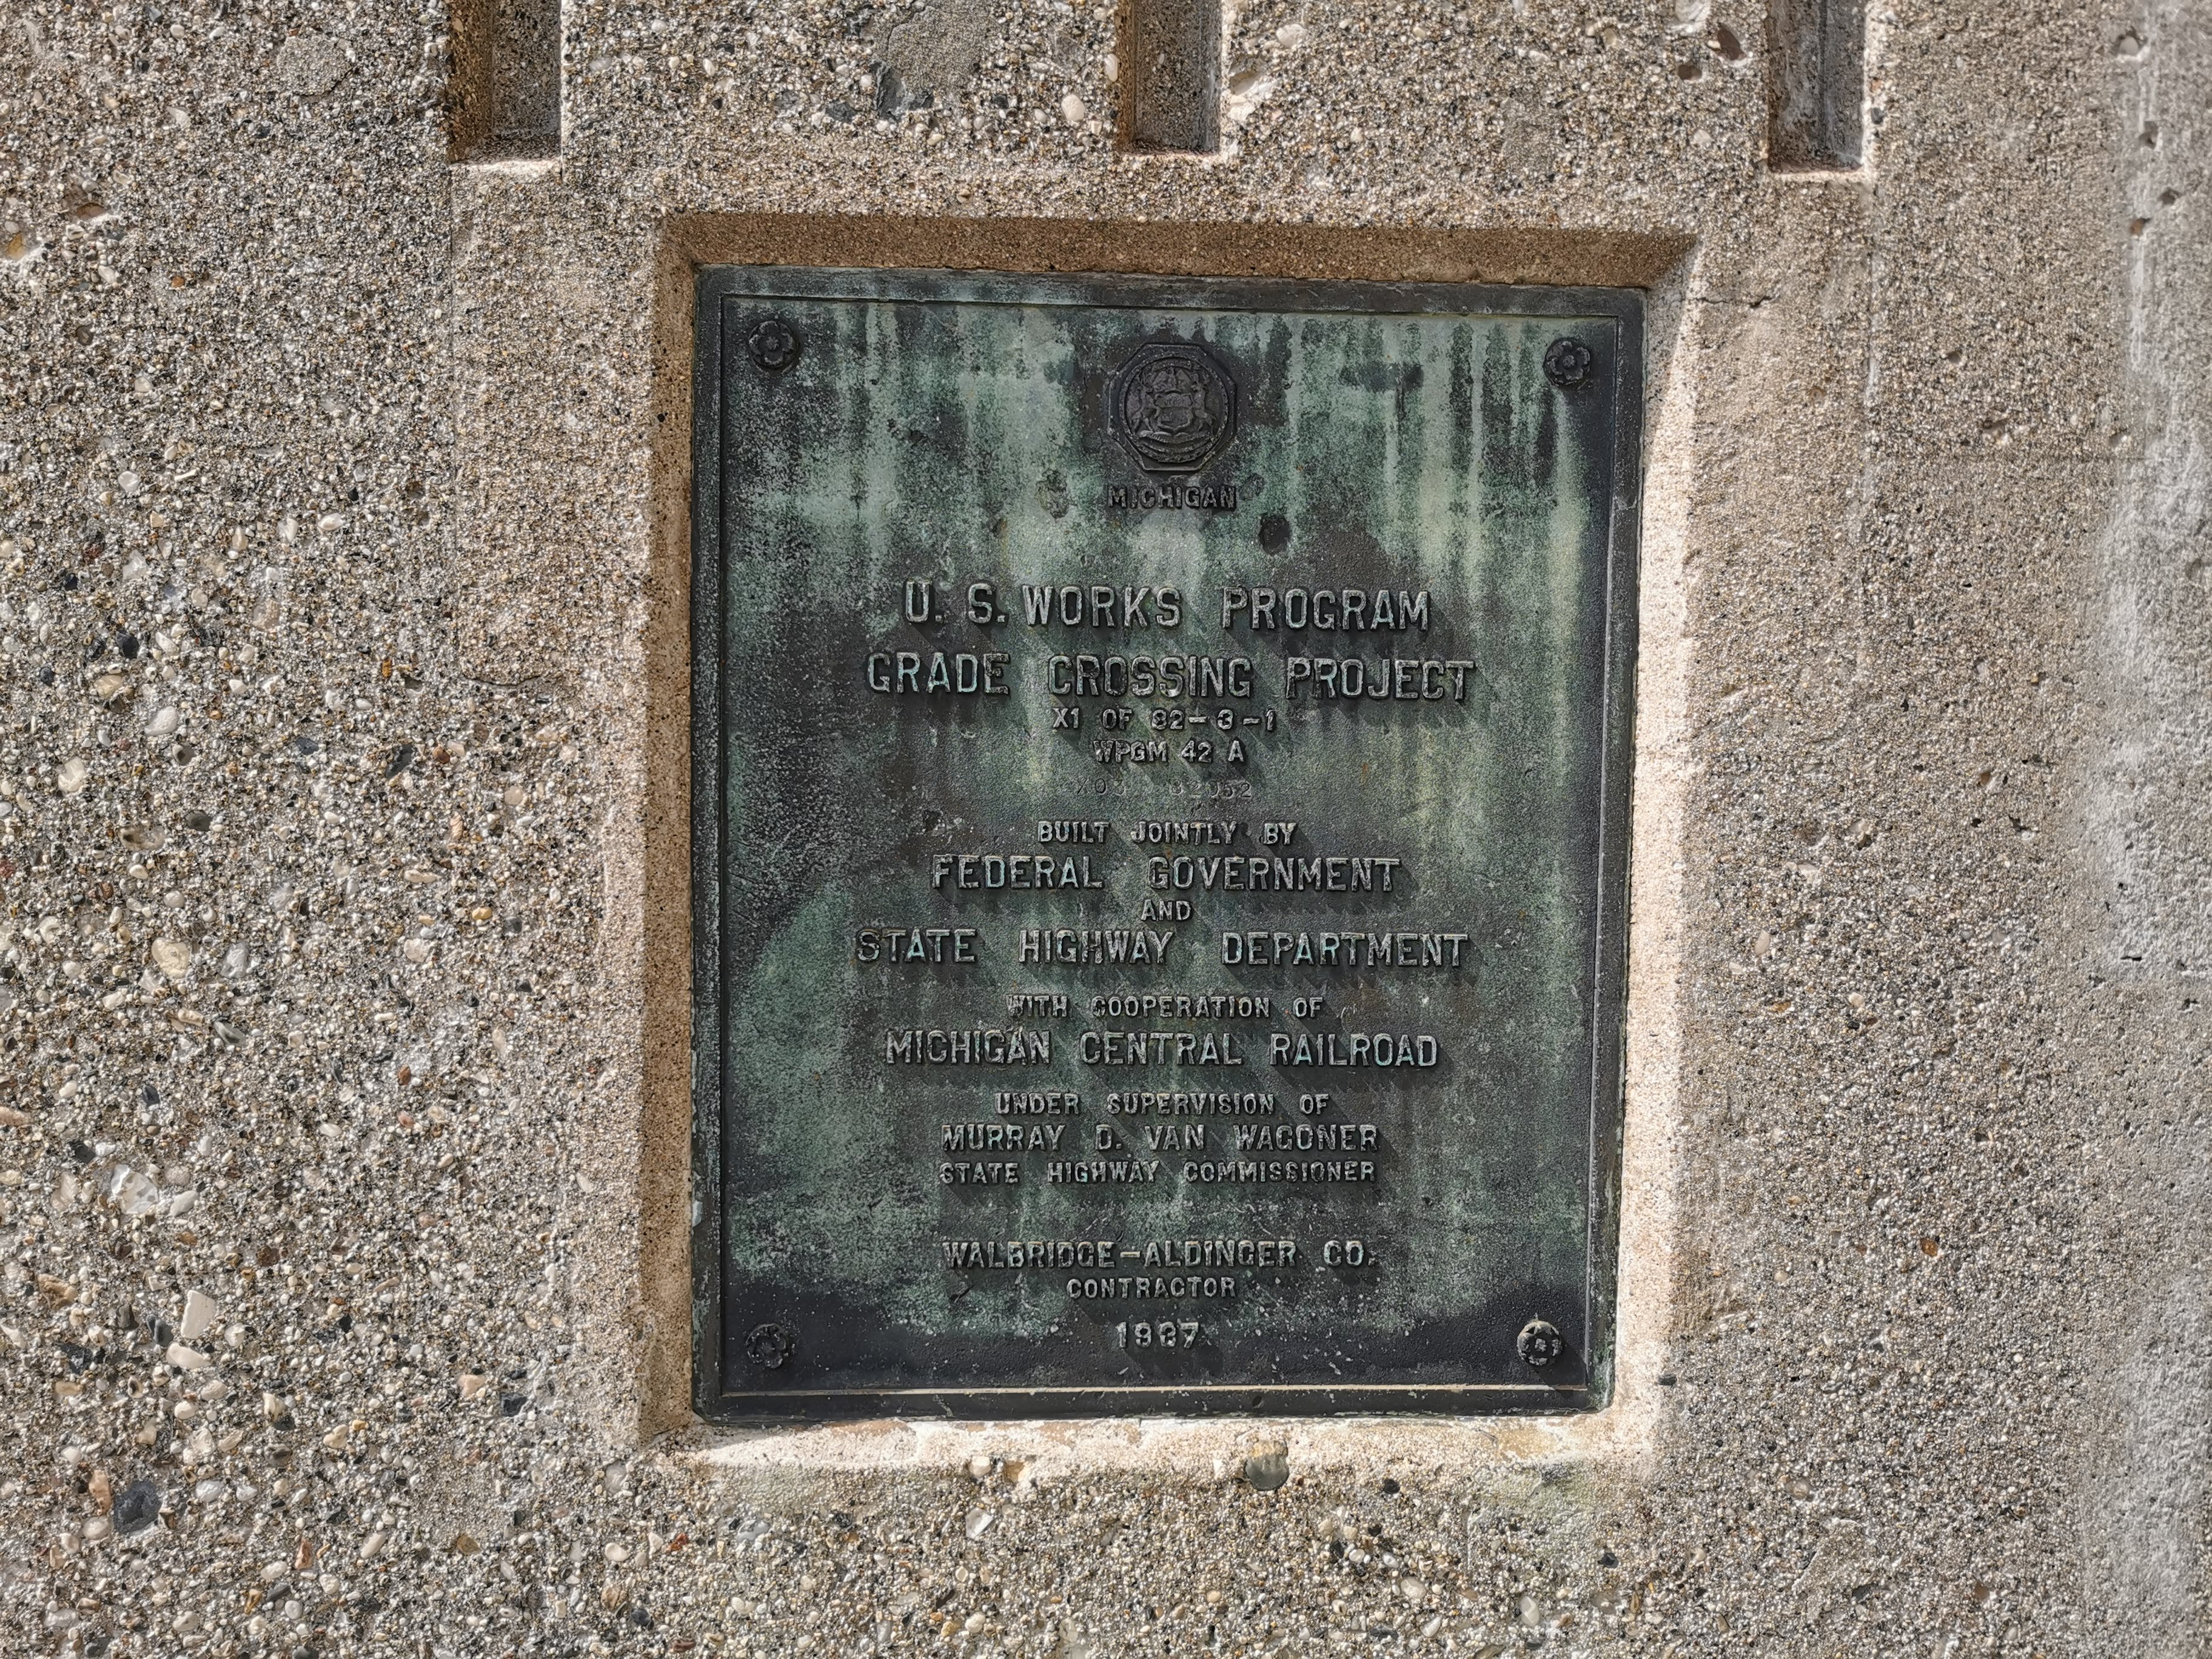 MICHIGAN
U. S. WORKS PROGRAM
GRADE CROSSING PROJECT
X1 OF 82-3-1
WPGM 42 A
X03 82052
BUILT JOINTLY BY
FEDERAL GOVERNMENT
AND
STATE HIGHWAY DEPARTMENT
WITH COOPERATION OF
MICHIGAN CENTRAL RAILROAD
UNDER SUPERVISION OF
MURRAY D. VAN WAGONER
STATE HIGHWAY COMMISSIONER
WALBRIDGE-ALDINGER CO.
CONTRACTOR
1937